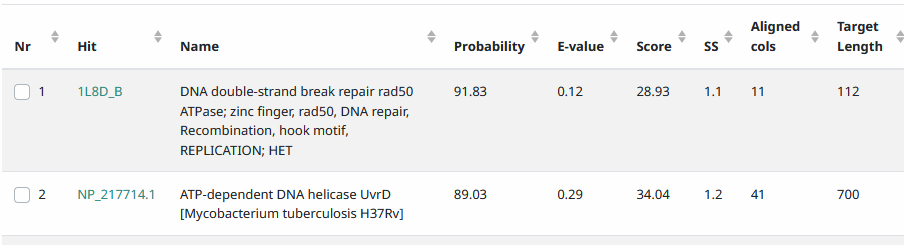 Nr Hit Name Probability E-value Score SS Aligned cols Target Length
1 1L8D_B DNA double-strand break repair rad50 91.83 0.12 28.93 1.1 11 112
ATPase; zinc finger, rad50, DNA repair,
Recombination, hook motif,
REPLICATION; HET
2 NP_217714.1 ATP-dependent DNA helicase UvrD 89.03 0.29 34.04 1.2 41 700
[Mycobacterium tuberculosis H37Rv]